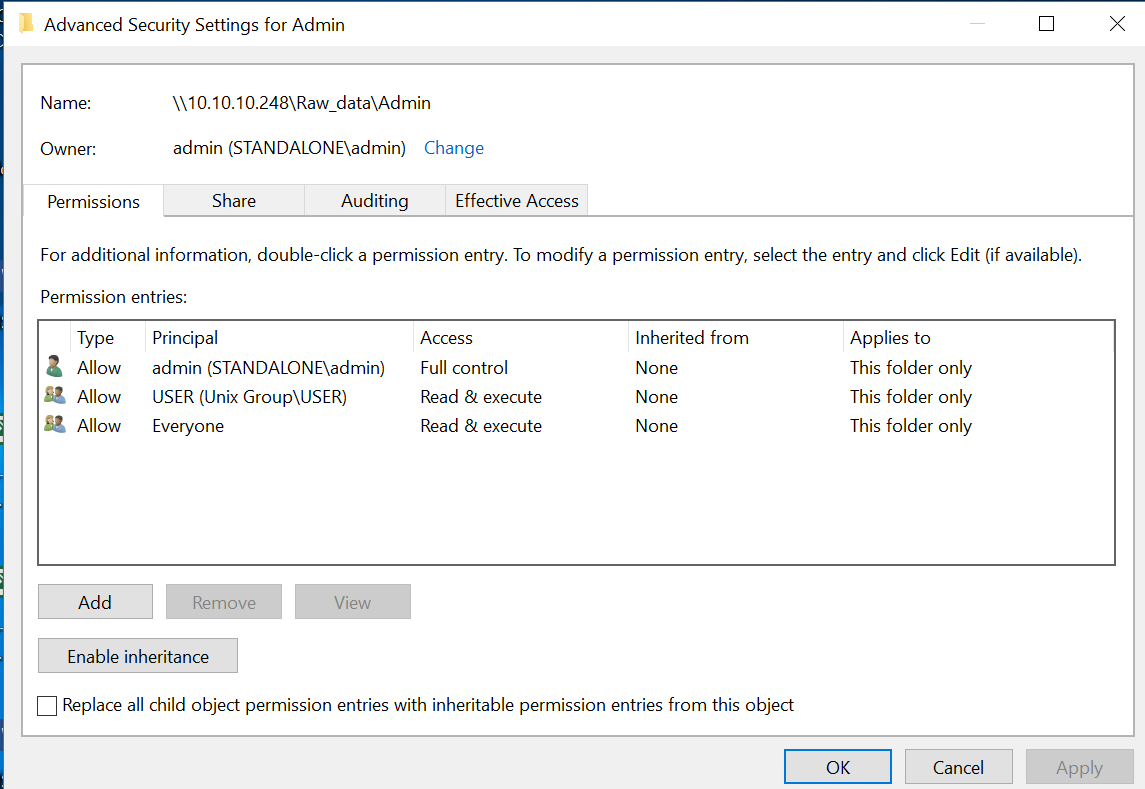 Advanced Security Settings for Admin
Name: \\10.10.10.248\Raw_data\Admin
Owner: admin (STANDALONE\admin) Change
Permissions Share Auditing Effective Access
For additional information, double-click a permission entry. To modify a permission entry, select the entry and click Edit (if available).
Permission entries:
Type Principal Access Inherited from Applies to
Allow admin (STANDALONE\admin) Full control None This folder only
Allow USER (Unix Group\USER) Read & execute None This folder only
Allow Everyone Read & execute None This folder only
Add Remove View
Enable inheritance
Replace all child object permission entries with inheritable permission entries from this object
OK Cancel Apply